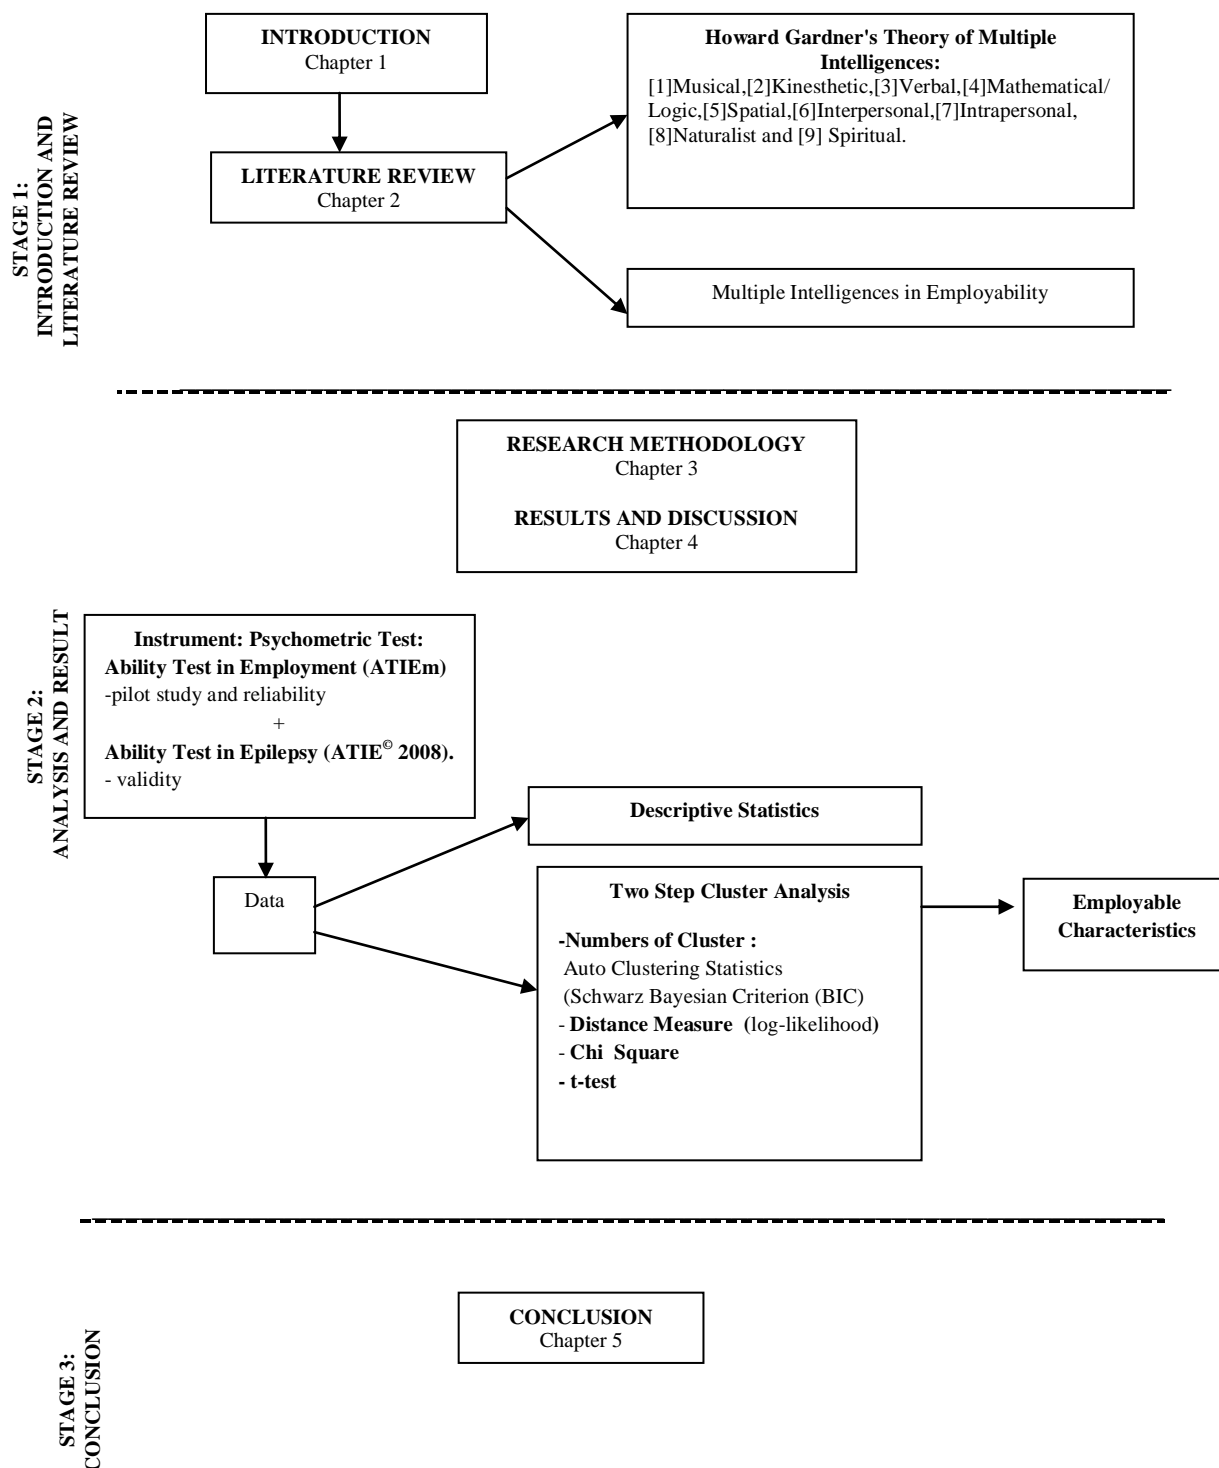 STAGE 1:
INTRODUCTION AND
LITERATURE REVIEW
INTRODUCTION
Chapter 1
LITERATURE REVIEW
Chapter 2
Howard Gardner's Theory of Multiple
Intelligences:
[1]Musical,[2]Kinesthetic,[3]Verbal,[4]Mathematical/
Logic,[5]Spatial,[6]Interpersonal,[7]Intrapersonal,
[8]Naturalist and [9] Spiritual.
Multiple Intelligences in Employability
STAGE 2:
ANALYSIS AND RESULT
RESEARCH METHODOLOGY
Chapter 3
RESULTS AND DISCUSSION
Chapter 4
Instrument: Psychometric Test:
Ability Test in Employment (ATIEm)
-pilot study and reliability
+
Ability Test in Epilepsy (ATIE© 2008).
- validity
Data
Descriptive Statistics
Two Step Cluster Analysis
-Numbers of Cluster :
Auto Clustering Statistics
(Schwarz Bayesian Criterion (BIC)
- Distance Measure (log-likelihood)
- Chi Square
- t-test
Employable
Characteristics
STAGE 3:
CONCLUSION
CONCLUSION
Chapter 5